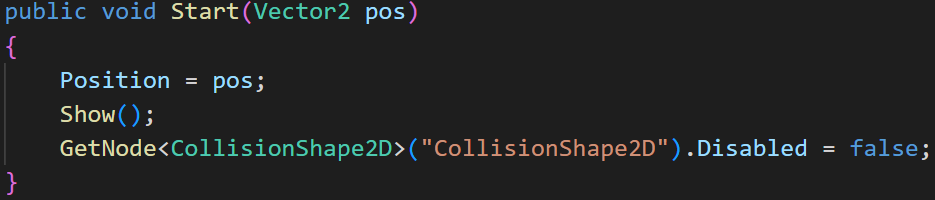 public void Start(Vector2 pos)
{
    Position = pos;
    Show();
    GetNode<CollisionShape2D>("CollisionShape2D").Disabled = false;
}